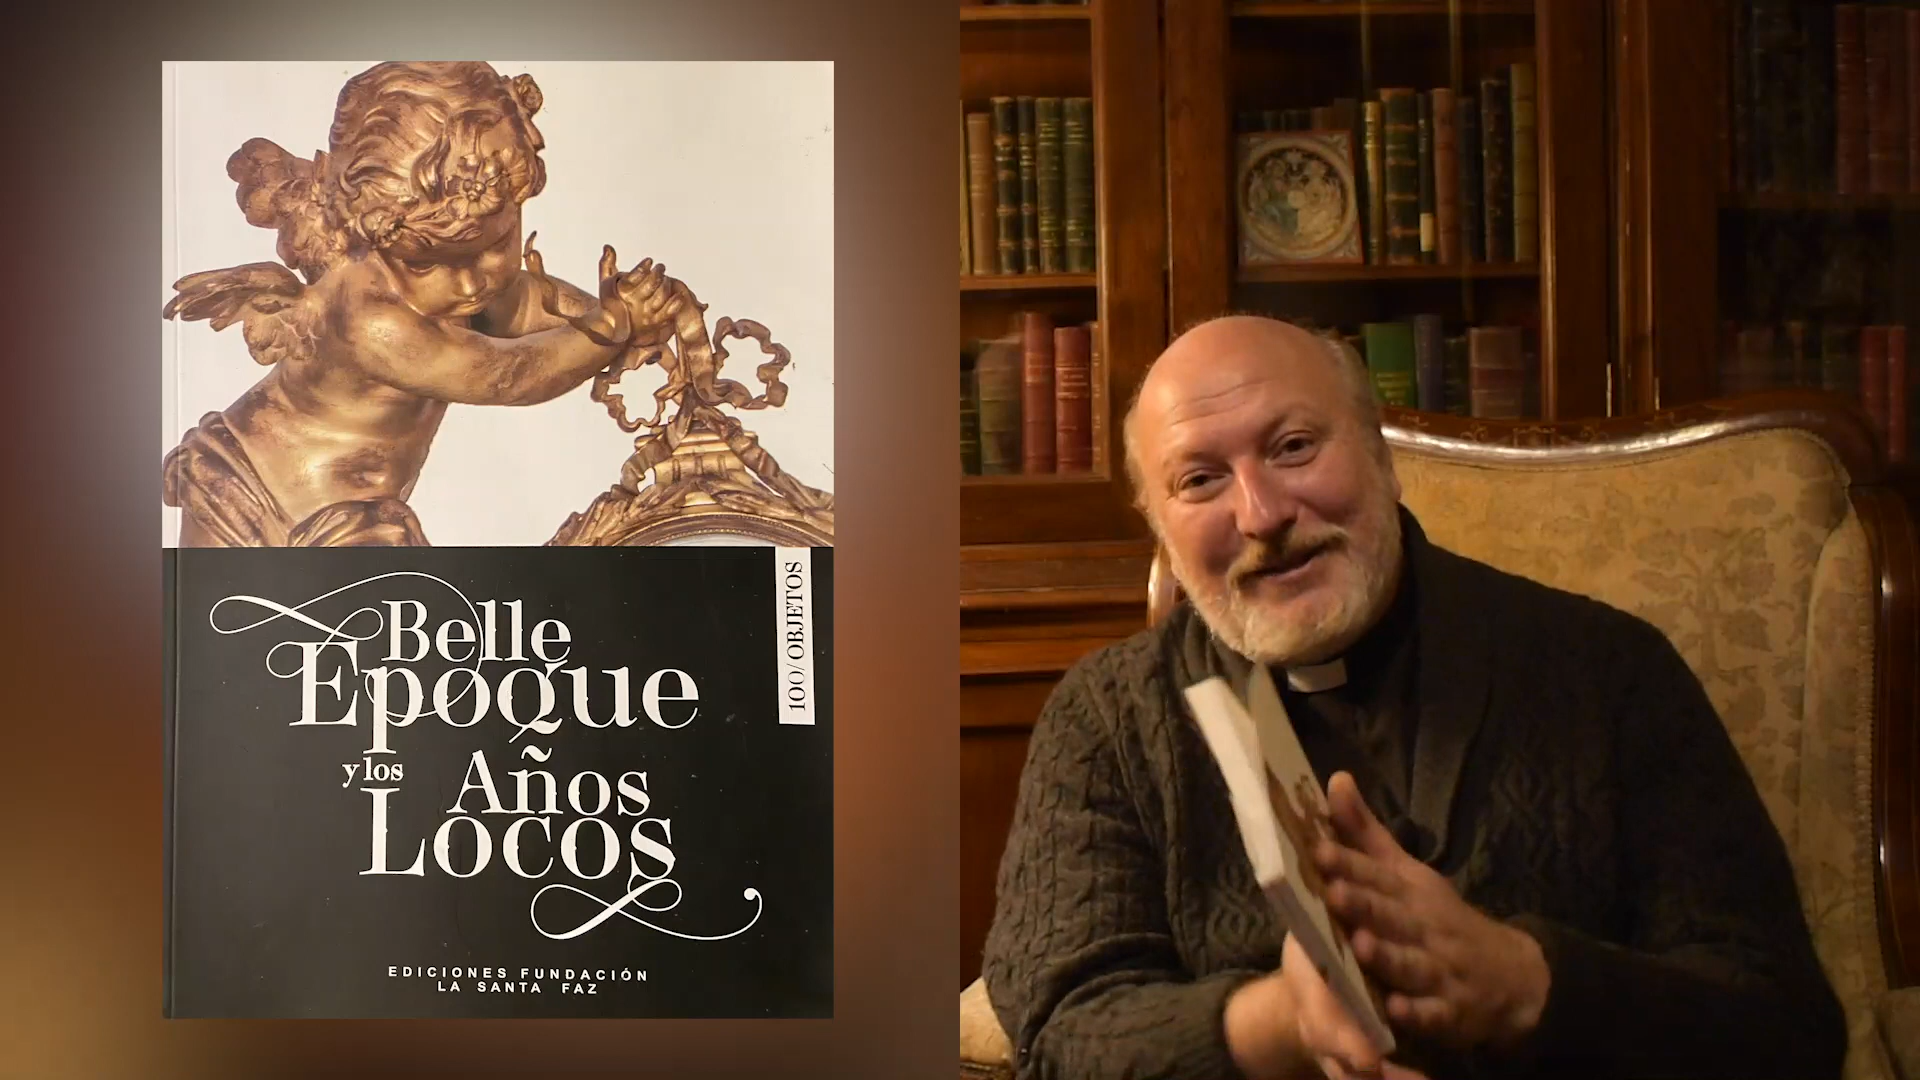 Belle
Epoque
y los Años
Locos
100/ OBJETOS
EDICIONES FUNDACIÓN
LA SANTA FAZ